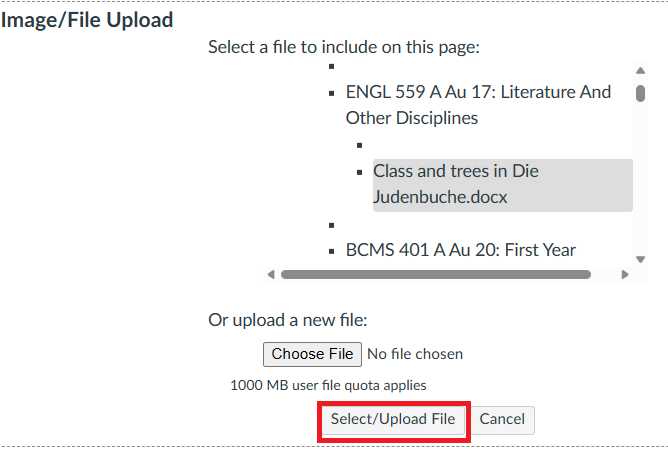 Image/File Upload
Select a file to include on this page:
ENGL 559 A Au 17: Literature And
Other Disciplines
Class and trees in Die
Judenbuche.docx
BCMS 401 A Au 20: First Year
Or upload a new file:
Choose File No file chosen
1000 MB user file quota applies
Select/Upload File Cancel